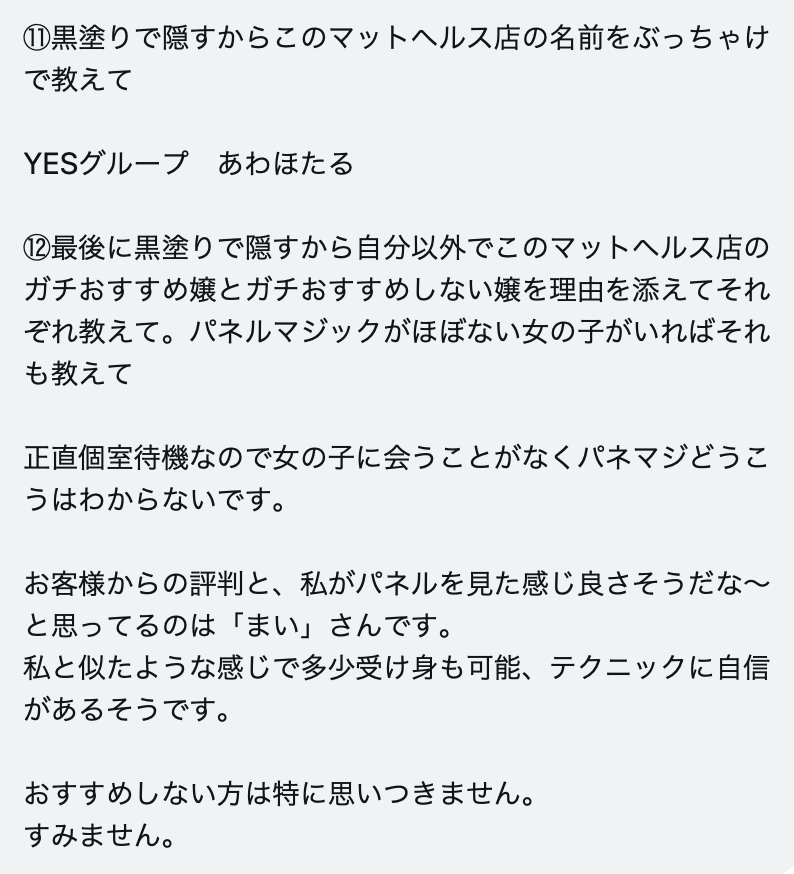 ⑪黒塗りで隠すからこのマットヘルス店の名前をぶっちゃけ
で教えて
YESグループ　あわほたる
⑫最後に黒塗りで隠すから自分以外でこのマットヘルス店の
ガチおすすめ嬢とガチおすすめしない嬢を理由を添えてそれ
ぞれ教えて。パネルマジックがほぼない女の子がいればそれ
も教えて
正直個室待機なので女の子に会うことがなくパネマジどうこ
うはわからないです。
お客様からの評判と、私がパネルを見た感じ良さそうだな〜
と思ってるのは「まい」さんです。
私と似たような感じで多少受け身も可能、テクニックに自信
があるそうです。
おすすめしない方は特に思いつきません。
すみません。